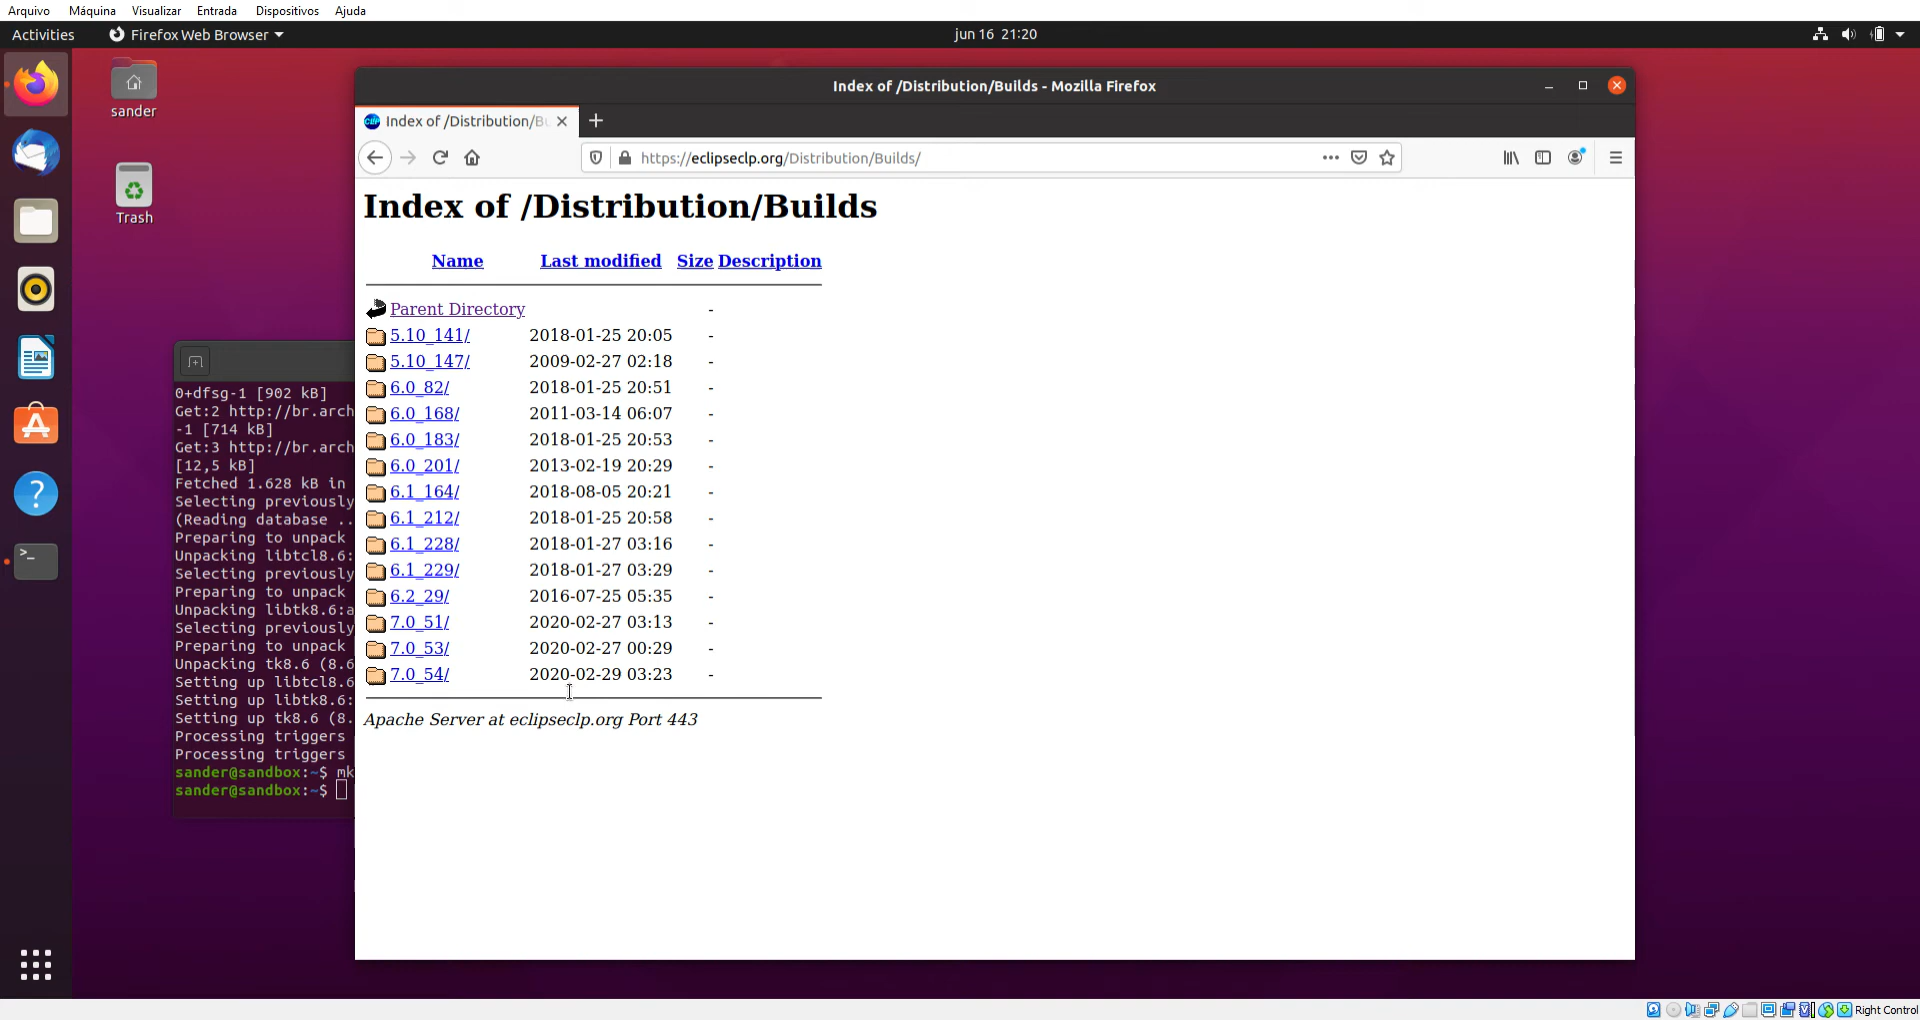 Arquivo Máquina Visualizar Entrada Dispositivos Ajuda
Activities Firefox Web Browser jun 16 21:20
sander
Trash
Index of /Distribution/Builds - Mozilla Firefox
Index of /Distribution/B
https://eclipseclp.org/Distribution/Builds/
Index of /Distribution/Builds
Name Last modified Size Description
Parent Directory -
5.10_141/ 2018-01-25 20:05 -
5.10_147/ 2009-02-27 02:18 -
6.0_82/ 2018-01-25 20:51 -
6.0_168/ 2011-03-14 06:07 -
6.0_183/ 2018-01-25 20:53 -
6.0_201/ 2013-02-19 20:29 -
6.1_164/ 2018-08-05 20:21 -
6.1_212/ 2018-01-25 20:58 -
6.1_228/ 2018-01-27 03:16 -
6.1_229/ 2018-01-27 03:29 -
6.2_29/ 2016-07-25 05:35 -
7.0_51/ 2020-02-27 03:13 -
7.0_53/ 2020-02-27 00:29 -
7.0_54/ 2020-02-29 03:23 -
Apache Server at eclipseclp.org Port 443
0+dfsg-1 [902 kB]
Get:2 http://br.arch
-1 [714 kB]
Get:3 http://br.arch
[12,5 kB]
Fetched 1.628 kB in
Selecting previously
(Reading database ..
Preparing to unpack
Unpacking libtcl8.6:
Selecting previously
Preparing to unpack
Unpacking libtk8.6:a
Selecting previously
Preparing to unpack
Unpacking tk8.6 (8.6
Setting up libtcl8.6
Setting up libtk8.6:
Setting up tk8.6 (8.
Processing triggers
Processing triggers
sander@sandbox:~$ mk
sander@sandbox:~$
Right Control